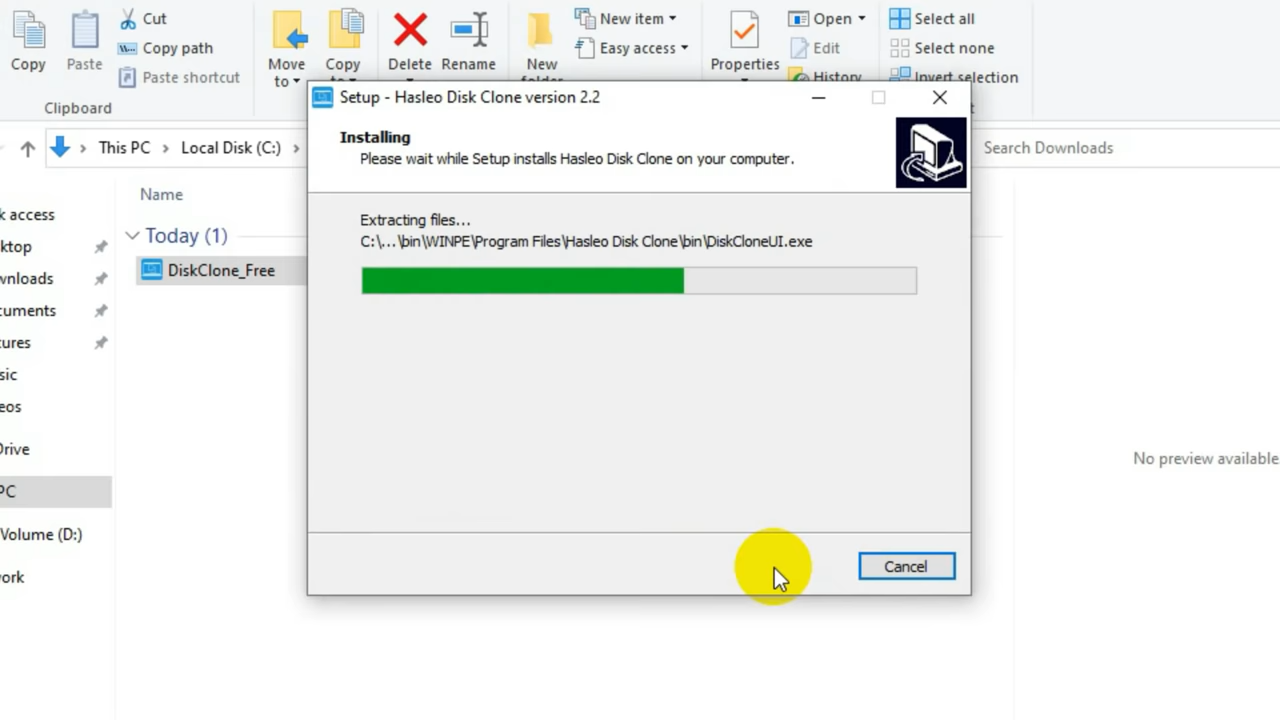 Copy
Paste
Cut
Copy path
Paste shortcut
Clipboard
Move
to
Copy
Delete
Rename
New
folder
New item
Easy access
Properties
Open
Edit
History
Select all
Select none
Invert selection
This PC
Local Disk (C:)
Search Downloads
k access
ktop
wnloads
cuments
tures
sic
eos
Drive
PC
Volume (D:)
ork
Name
Today (1)
DiskClone_Free
Setup - Hasleo Disk Clone version 2.2
Installing
Please wait while Setup installs Hasleo Disk Clone on your computer.
Extracting files...
C:\...\bin\WINPE\Program Files\Hasleo Disk Clone\bin\DiskCloneUI.exe
Cancel
No preview available